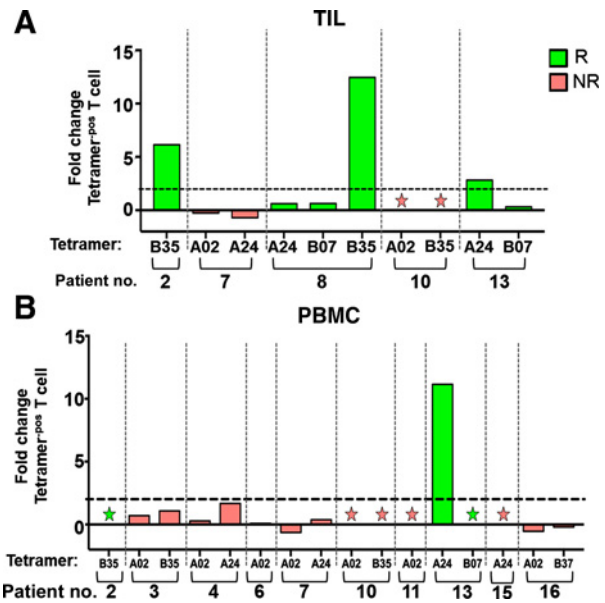 A
TIL
R
NR
Fold change
Tetramer-pos T cell
15
10
5
0
Tetramer: B35 A02 A24 A24 B07 B35 A02 B35 A24 B07
Patient no. 2 7 8 10 13
B
PBMC
Fold change
Tetramer-pos T cell
15
10
5
0
Tetramer: B35 A02 B35 A02 A24 A02 A02 A24 A02 B35 A02 A24 B07 A24 A02 B37
Patient no. 2 3 4 6 7 10 11 13 15 16